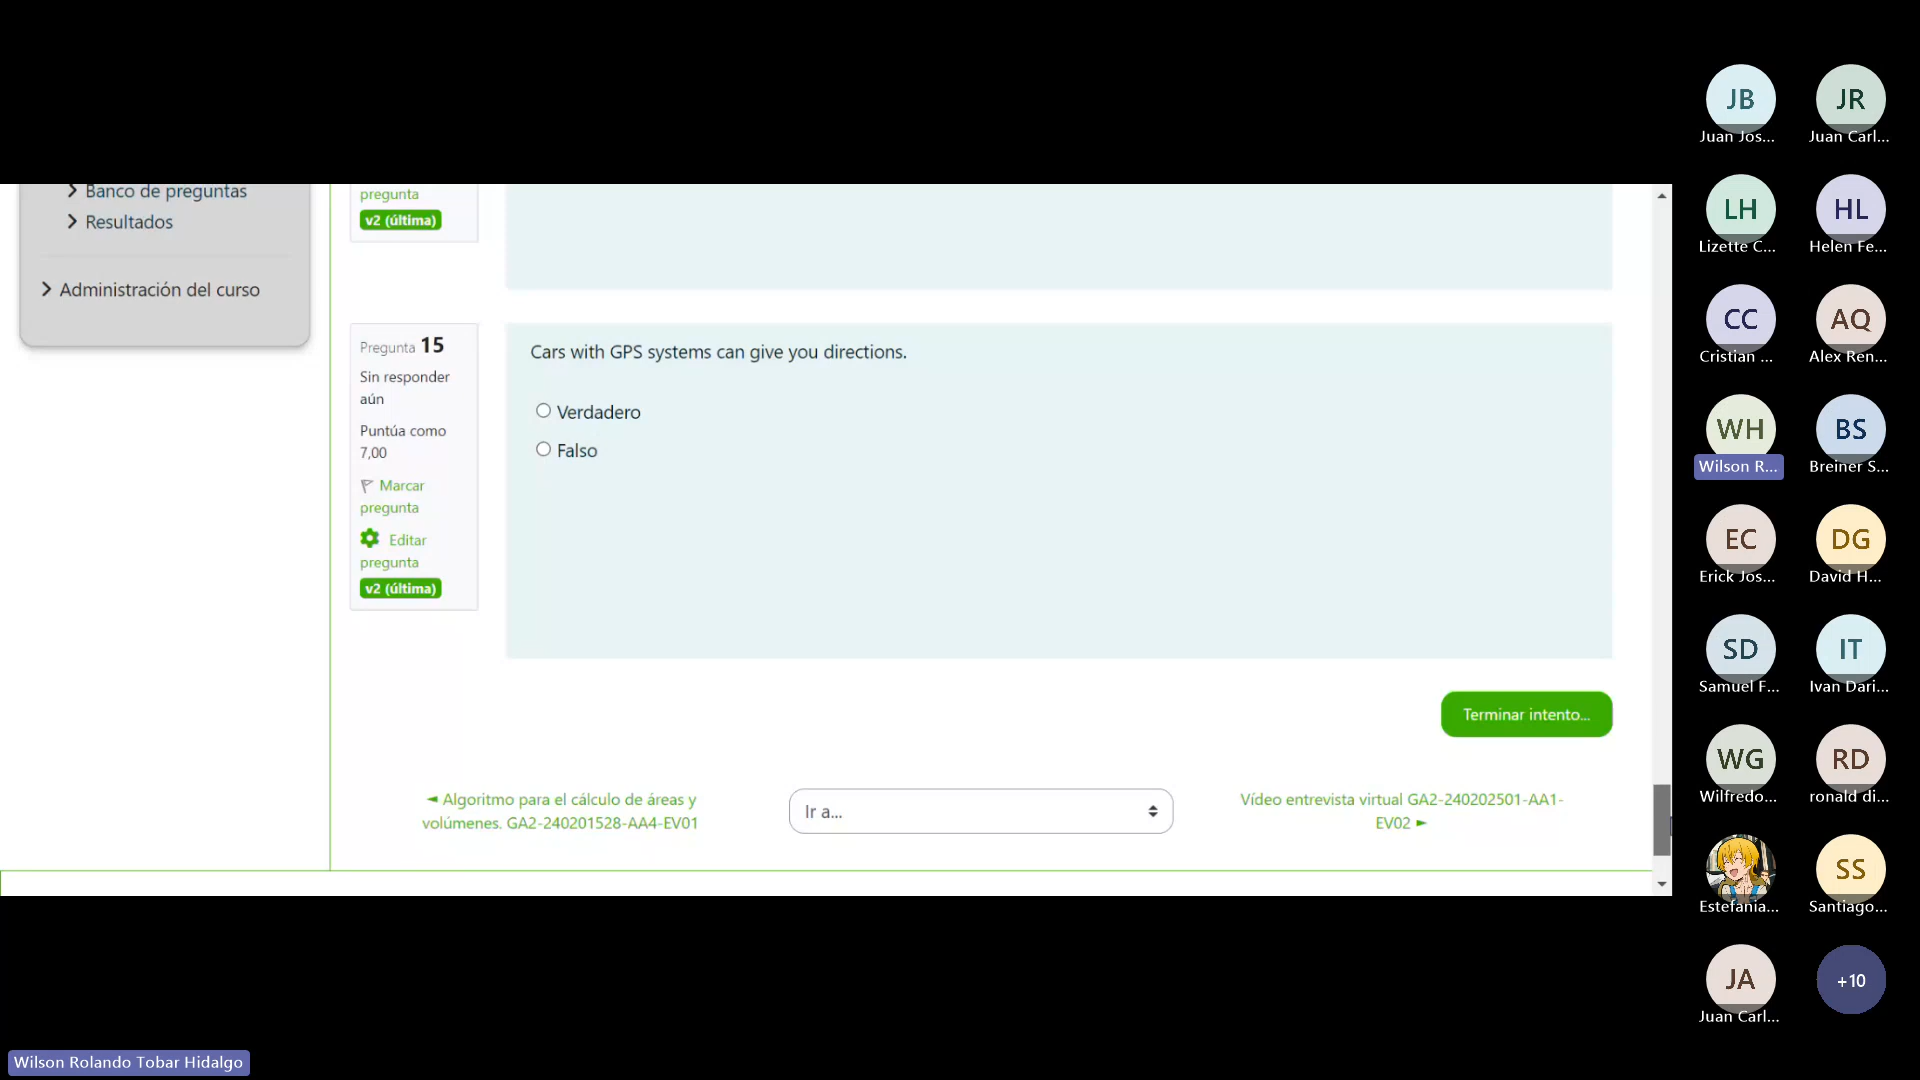 Banco de preguntas
Resultados
Administración del curso
pregunta
v2 (última)
Pregunta 15
Sin responder
aún
Puntúa como
7,00
Marcar
pregunta
Editar
pregunta
v2 (última)
Cars with GPS systems can give you directions.
Verdadero
Falso
Terminar intento...
◄ Algoritmo para el cálculo de áreas y
volúmenes. GA2-240201528-AA4-EV01
Ir a...
Vídeo entrevista virtual GA2-240202501-AA1-
EV02 ►
JB
Juan Jos...
JR
Juan Carl...
LH
Lizette C...
HL
Helen Fe...
CC
Cristian ...
AQ
Alex Ren...
WH
Wilson R...
BS
Breiner S...
EC
Erick Jos...
DG
David H...
SD
Samuel F...
IT
Ivan Dari...
WG
Wilfredo...
RD
ronald di...
Estefania...
SS
Santiago...
JA
Juan Carl...
+10
Wilson Rolando Tobar Hidalgo